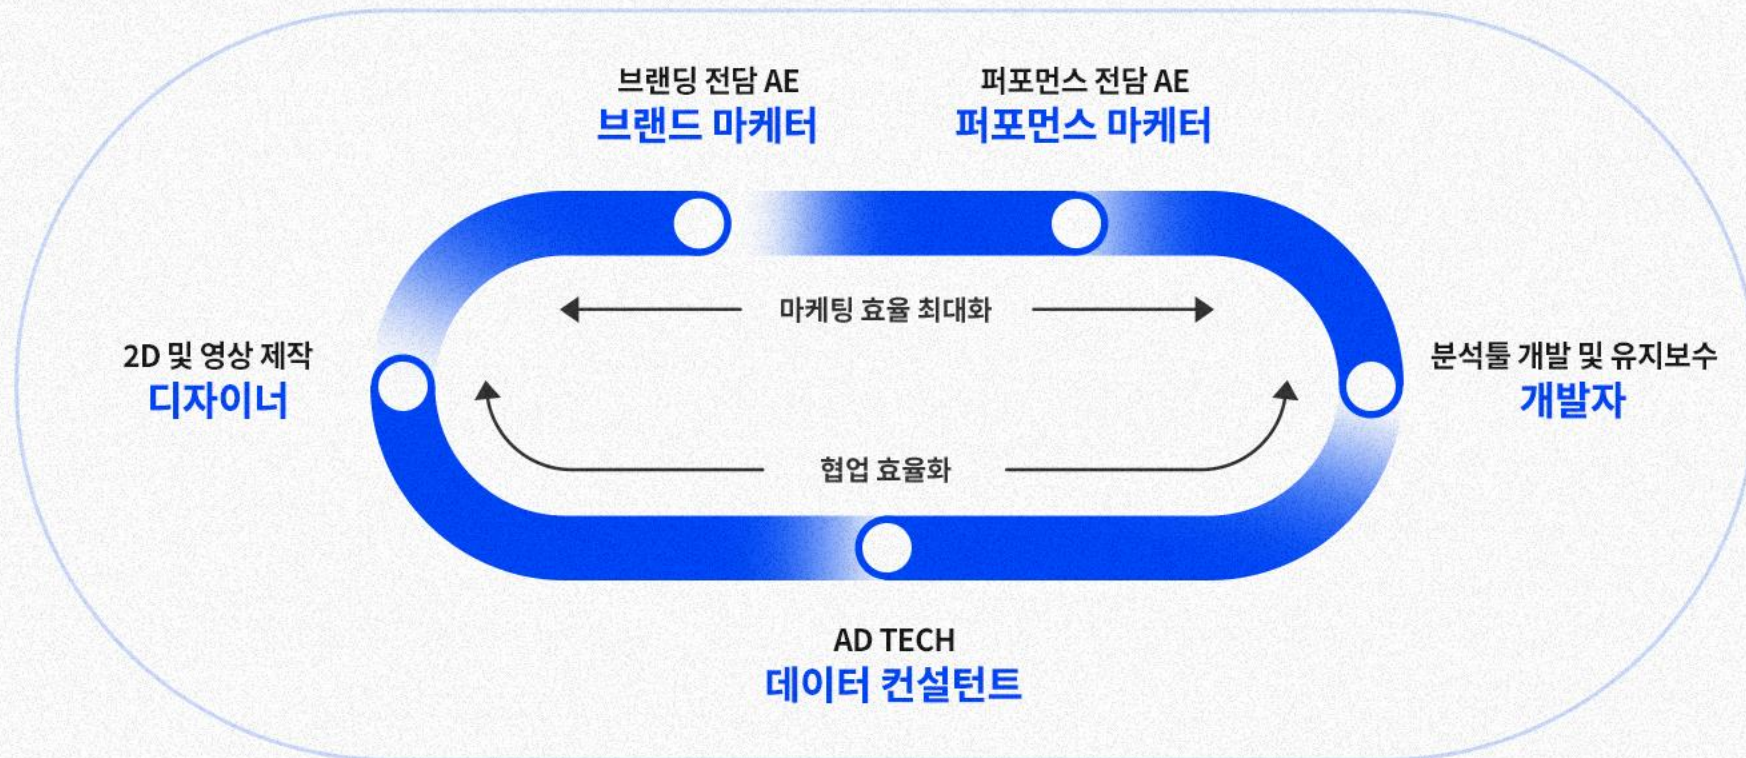 브랜딩 전담 AE
브랜드 마케터
퍼포먼스 전담 AE
퍼포먼스 마케터
마케팅 효율 최대화
2D 및 영상 제작
디자이너
분석툴 개발 및 유지보수
개발자
협업 효율화
AD TECH
데이터 컨설턴트